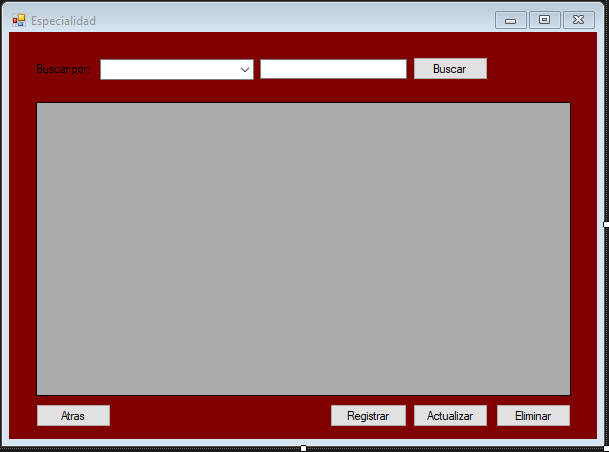 Especialidad
Buscar por: Buscar
Atras Registrar Actualizar Eliminar